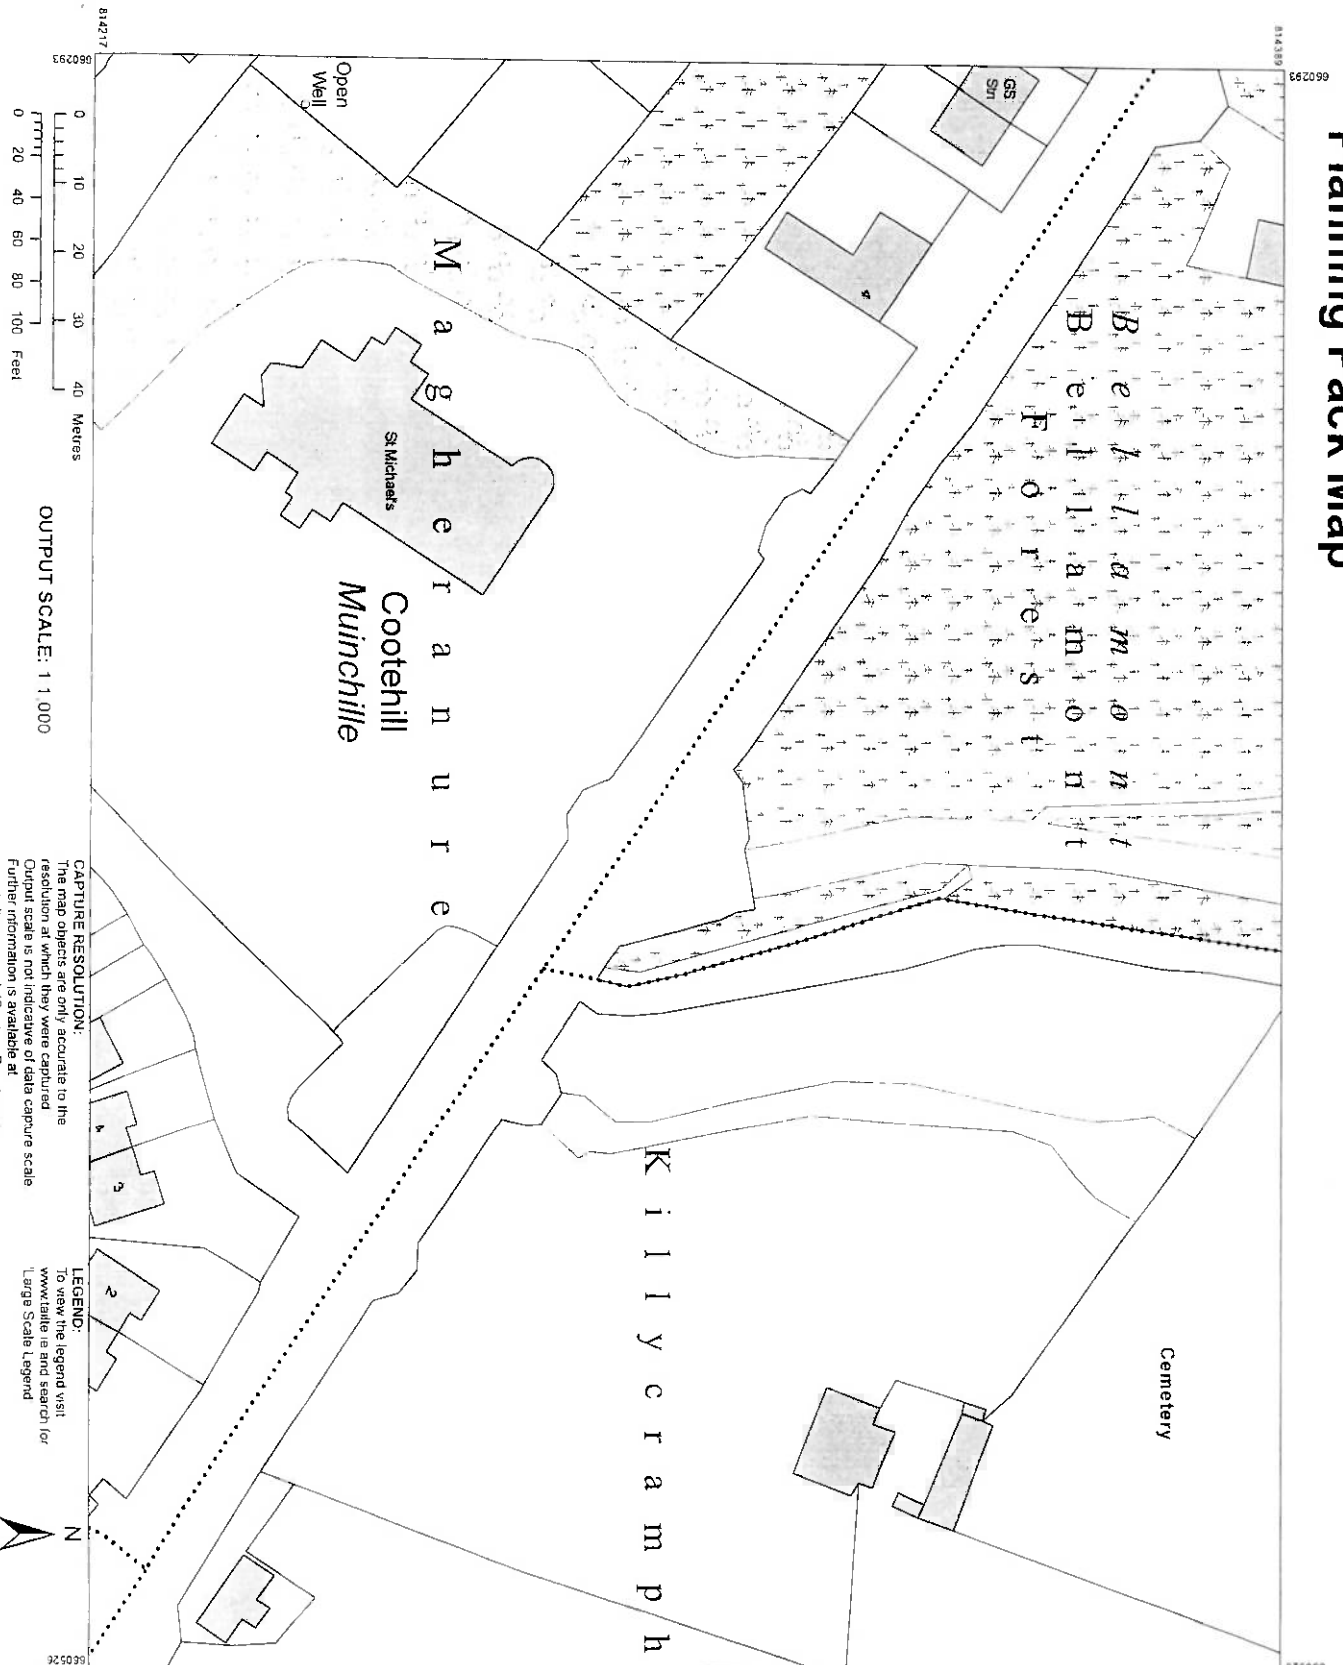 Planning Pack Map
814389
660293
814217
660293
GS
Stn
Open
Well
Bellamont
Bellamont
Forest
Magheranure
St Michael's
Cootehill
Muinchille
Killycramph
Cemetery
4
3
2
0 10 20 30 40 Metres
0 20 40 60 80 100 Feet
OUTPUT SCALE: 1 1,000
CAPTURE RESOLUTION:
The map objects are only accurate to the
resolution at which they were captured
Output scale is not indicative of data capture scale
Further information is available at
LEGEND:
To view the legend visit
www.tailte.ie and search for
'Large Scale Legend
N
660526